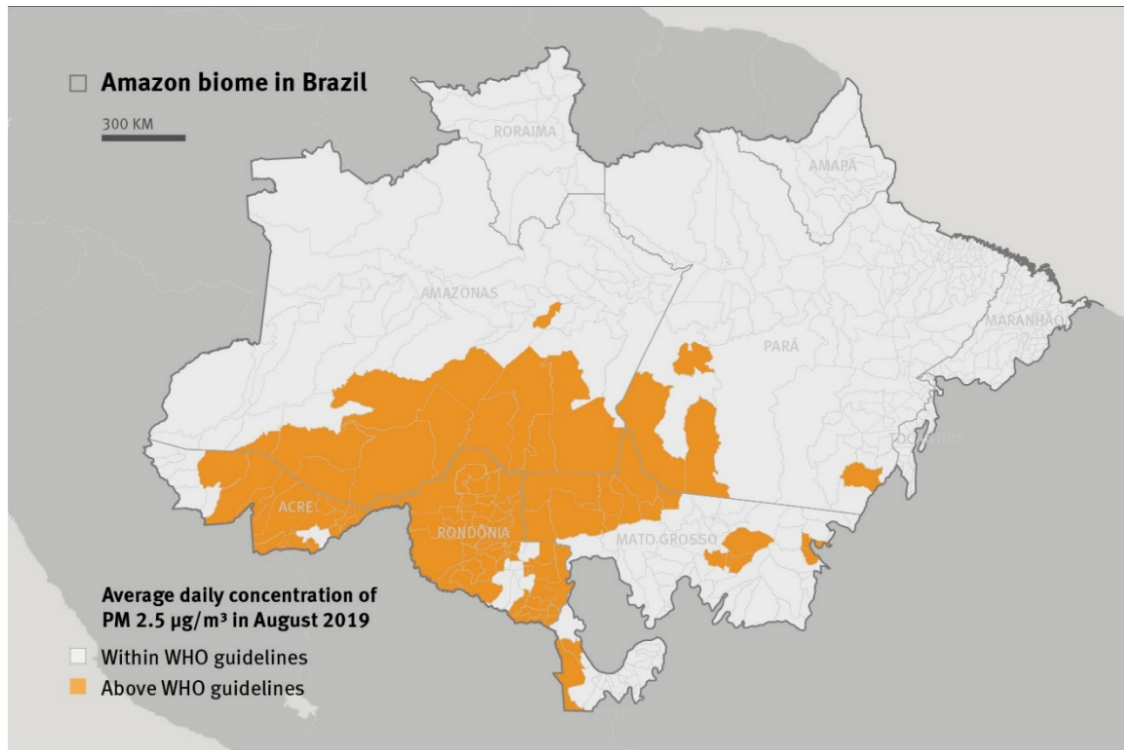 Amazon biome in Brazil
300 KM
RORAIMA
AMAPÁ
AMAZONAS
PARÁ
MARANHÃO
TOCANTINS
ACRE
RONDÔNIA
MATO GROSSO
Average daily concentration of
PM 2.5 µg/m³ in August 2019
Within WHO guidelines
Above WHO guidelines